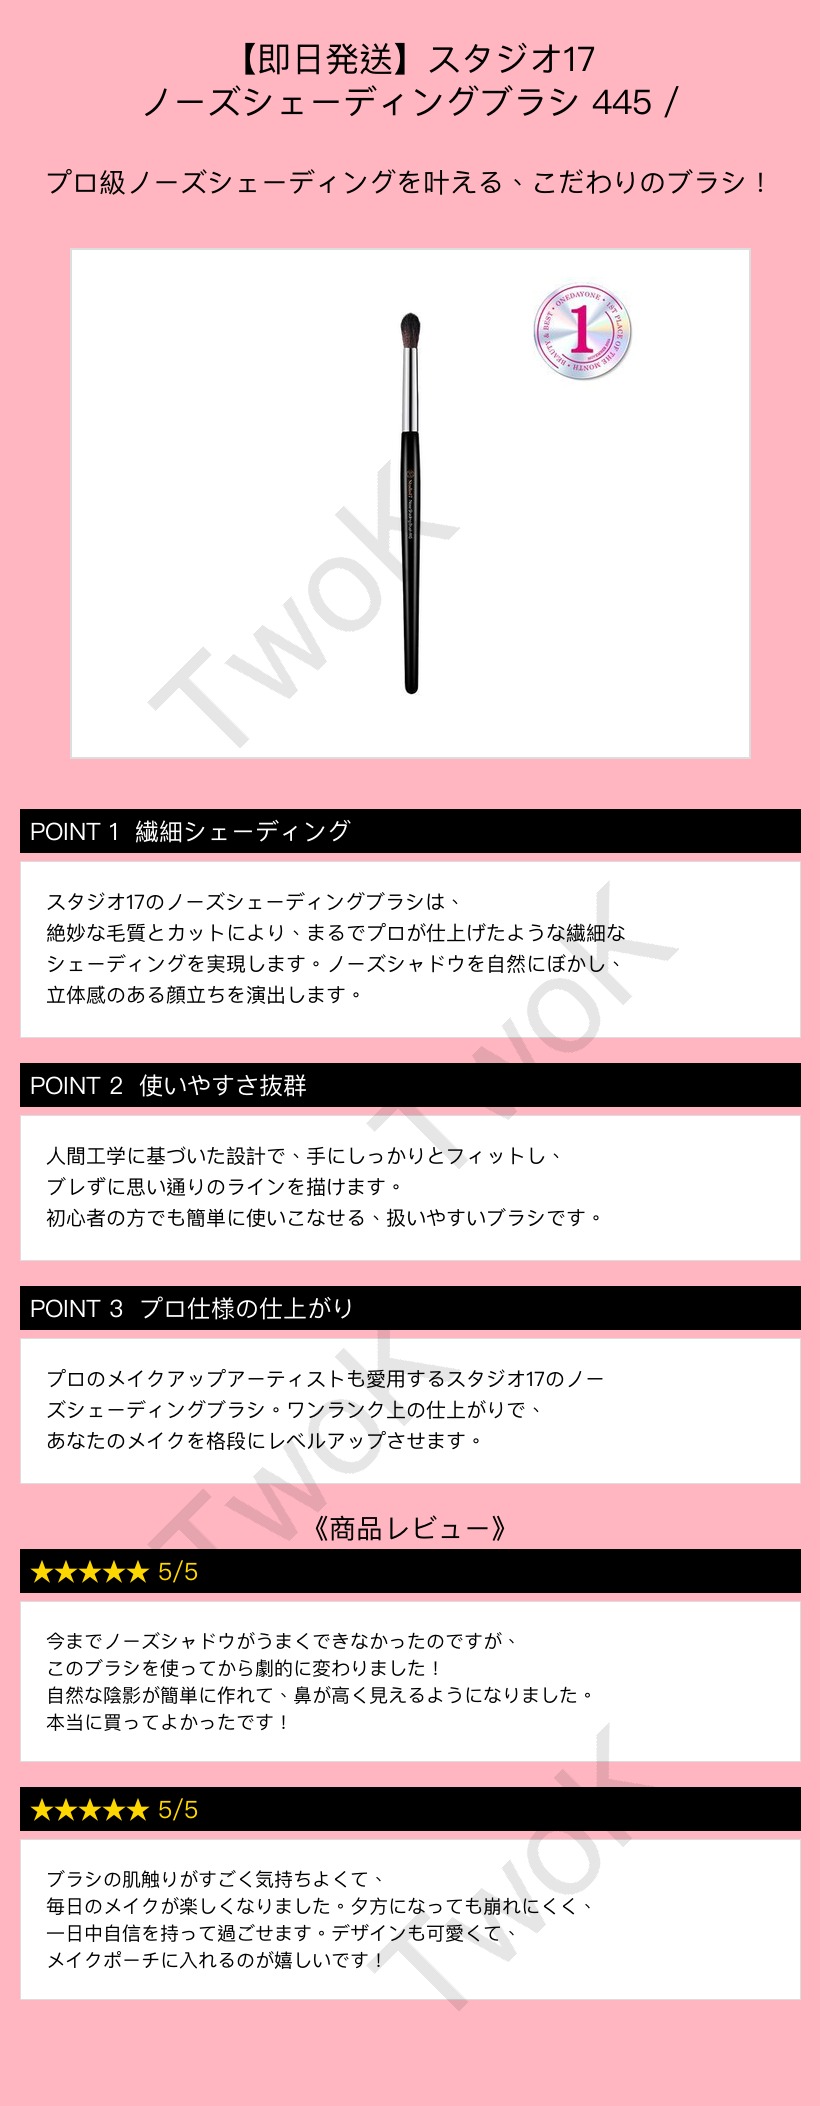 【即日発送】スタジオ17
ノーズシェーディングブラシ 445 /
プロ級ノーズシェーディングを叶える、こだわりのブラシ！
ONEDAYONE • 1ST PLACE OF THE MONTH • BEAUTY & BEST •
1
TwoK
POINT 1 繊細シェーディング
スタジオ17のノーズシェーディングブラシは、
絶妙な毛質とカットにより、まるでプロが仕上げたような繊細な
シェーディングを実現します。ノーズシャドウを自然にぼかし、
立体感のある顔立ちを演出します。
TwoK
POINT 2 使いやすさ抜群
人間工学に基づいた設計で、手にしっかりとフィットし、
ブレずに思い通りのラインを描けます。
初心者の方でも簡単に使いこなせる、扱いやすいブラシです。
POINT 3 プロ仕様の仕上がり
プロのメイクアップアーティストも愛用するスタジオ17のノー
ズシェーディングブラシ。ワンランク上の仕上がりで、
あなたのメイクを格段にレベルアップさせます。
TwoK
《商品レビュー》
★★★★★ 5/5
今までノーズシャドウがうまくできなかったのですが、
このブラシを使ってから劇的に変わりました！
自然な陰影が簡単に作れて、鼻が高く見えるようになりました。
本当に買ってよかったです！
★★★★★ 5/5
ブラシの肌触りがすごく気持ちよくて、
毎日のメイクが楽しくなりました。夕方になっても崩れにくく、
一日中自信を持って過ごせます。デザインも可愛くて、
メイクポーチに入れるのが嬉しいです！
TwoK